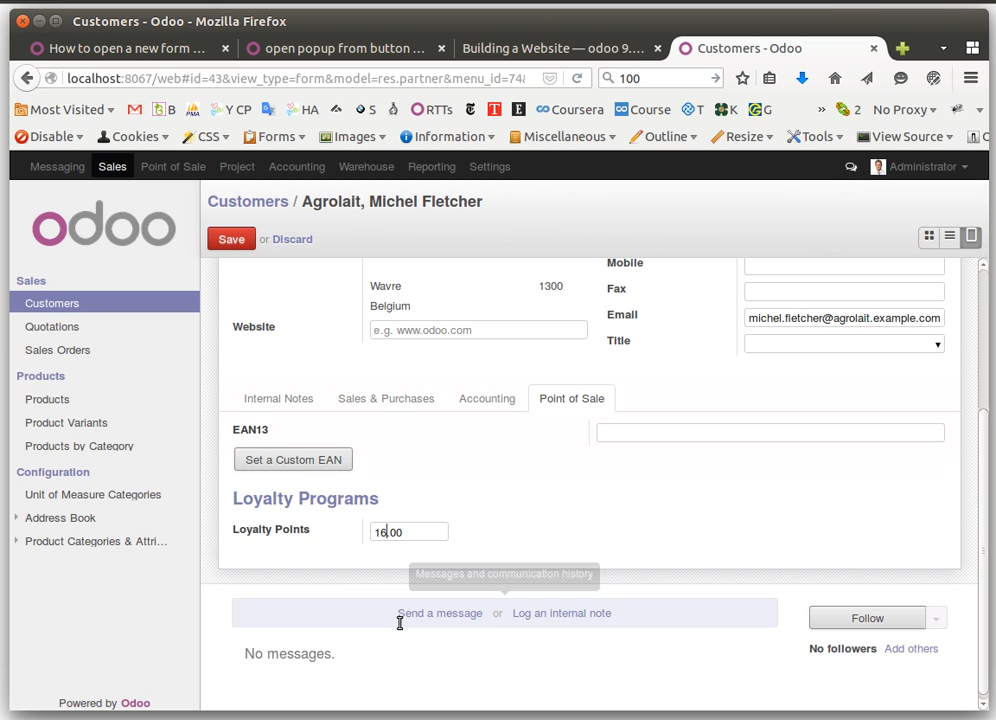 Customers - Odoo - Mozilla Firefox
How to open a new form ...
open popup from button ...
Building a Website — odoo 9....
Customers - Odoo
localhost:8067/web#id=43&view_type=form&model=res.partner&menu_id=74&
100
Most Visited
B
Y CP
HA
S
RTTs
Coursera
Course
T
K
G
»
2
No Proxy
»
Disable
Cookies
CSS
Forms
Images
Information
Miscellaneous
Outline
Resize
Tools
View Source
Messaging
Sales
Point of Sale
Project
Accounting
Warehouse
Reporting
Settings
Administrator
odoo
Customers / Agrolait, Michel Fletcher
Save or Discard
Sales
Customers
Quotations
Sales Orders
Products
Products
Product Variants
Products by Category
Configuration
Unit of Measure Categories
Address Book
Product Categories & Attri...
Powered by Odoo
Mobile
Wavre 1300
Fax
Belgium
Email michel.fletcher@agrolait.example.com
Website e.g. www.odoo.com
Title
Internal Notes
Sales & Purchases
Accounting
Point of Sale
EAN13
Set a Custom EAN
Loyalty Programs
Loyalty Points 16.00
Messages and communication history
Send a message or Log an internal note
Follow
No messages.
No followers Add others